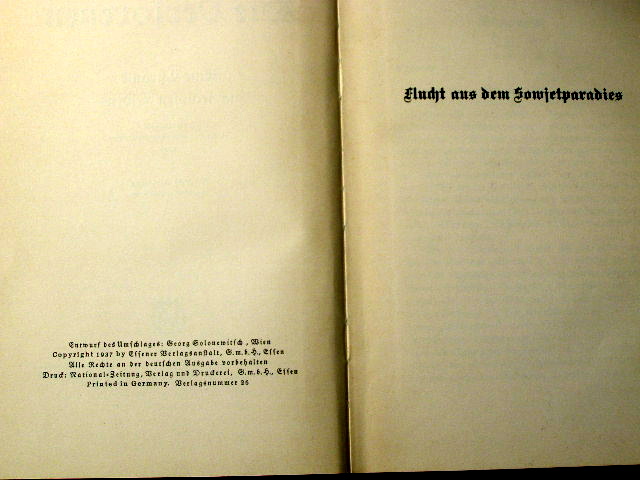 Entwurf des Umschlages: Georg Solonewitsch, Wien
Copyright 1937 by Essener Verlagsanstalt, G.m.b.H., Essen
Alle Rechte an der deutschen Ausgabe vorbehalten
Druck: National-Zeitung, Verlag und Druckerei, G.m.b.H., Essen
Printed in Germany. Verlagsnummer 26
Flucht aus dem Sowjetparadies